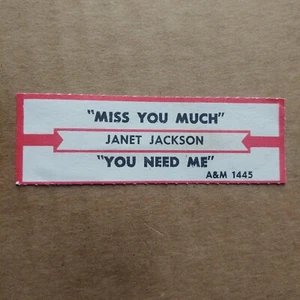 "MISS YOU MUCH"
JANET JACKSON
"YOU NEED ME"
A&M 1445